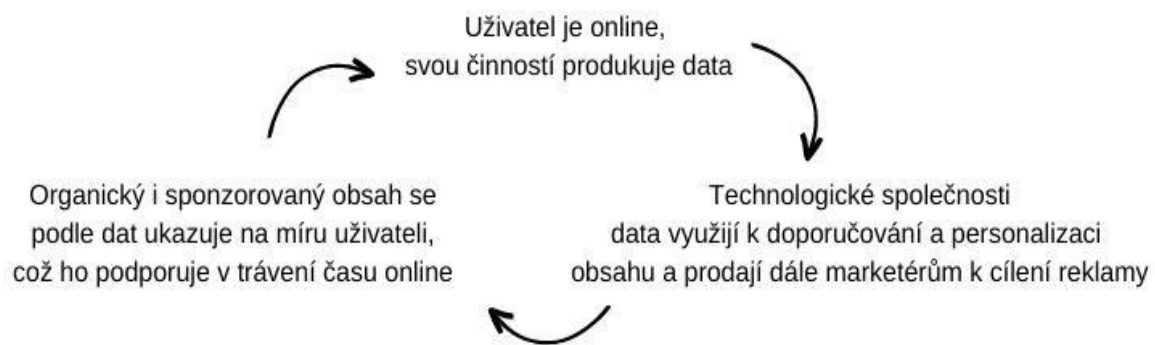 Uživatel je online,
svou činností produkuje data
Organický i sponzorovaný obsah se
podle dat ukazuje na míru uživateli,
což ho podporuje v trávení času online
Technologické společnosti
data využijí k doporučování a personalizaci
obsahu a prodají dále marketérům k cílení reklamy